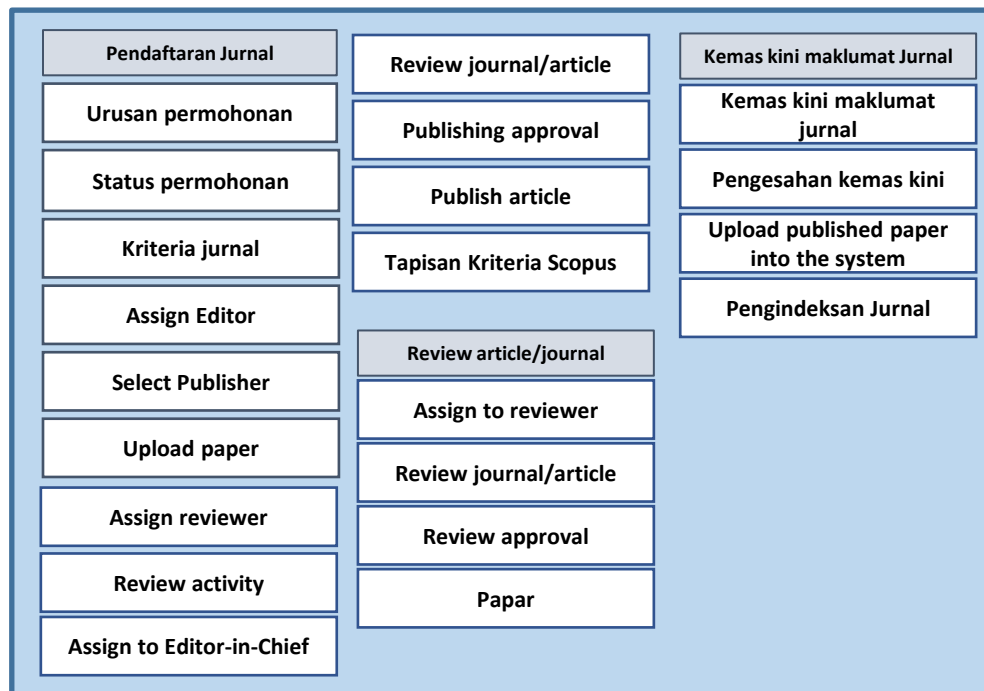 Pendaftaran Jurnal
Urusan permohonan
Status permohonan
Kriteria jurnal
Assign Editor
Select Publisher
Upload paper
Assign reviewer
Review activity
Assign to Editor-in-Chief
Review journal/article
Publishing approval
Publish article
Tapisan Kriteria Scopus
Review article/journal
Assign to reviewer
Review journal/article
Review approval
Papar
Kemas kini maklumat Jurnal
Kemas kini maklumat
jurnal
Pengesahan kemas kini
Upload published paper
into the system
Pengindeksan Jurnal